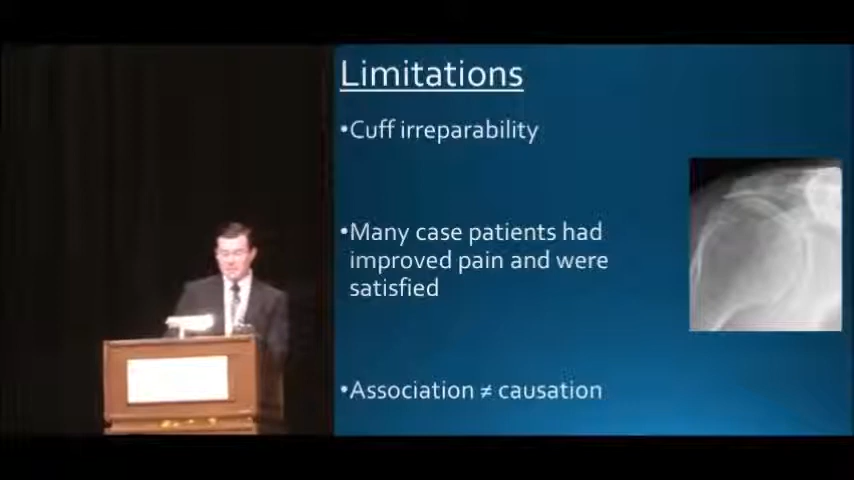 Limitations
•Cuff irreparability
•Many case patients had
improved pain and were
satisfied
•Association ≠ causation